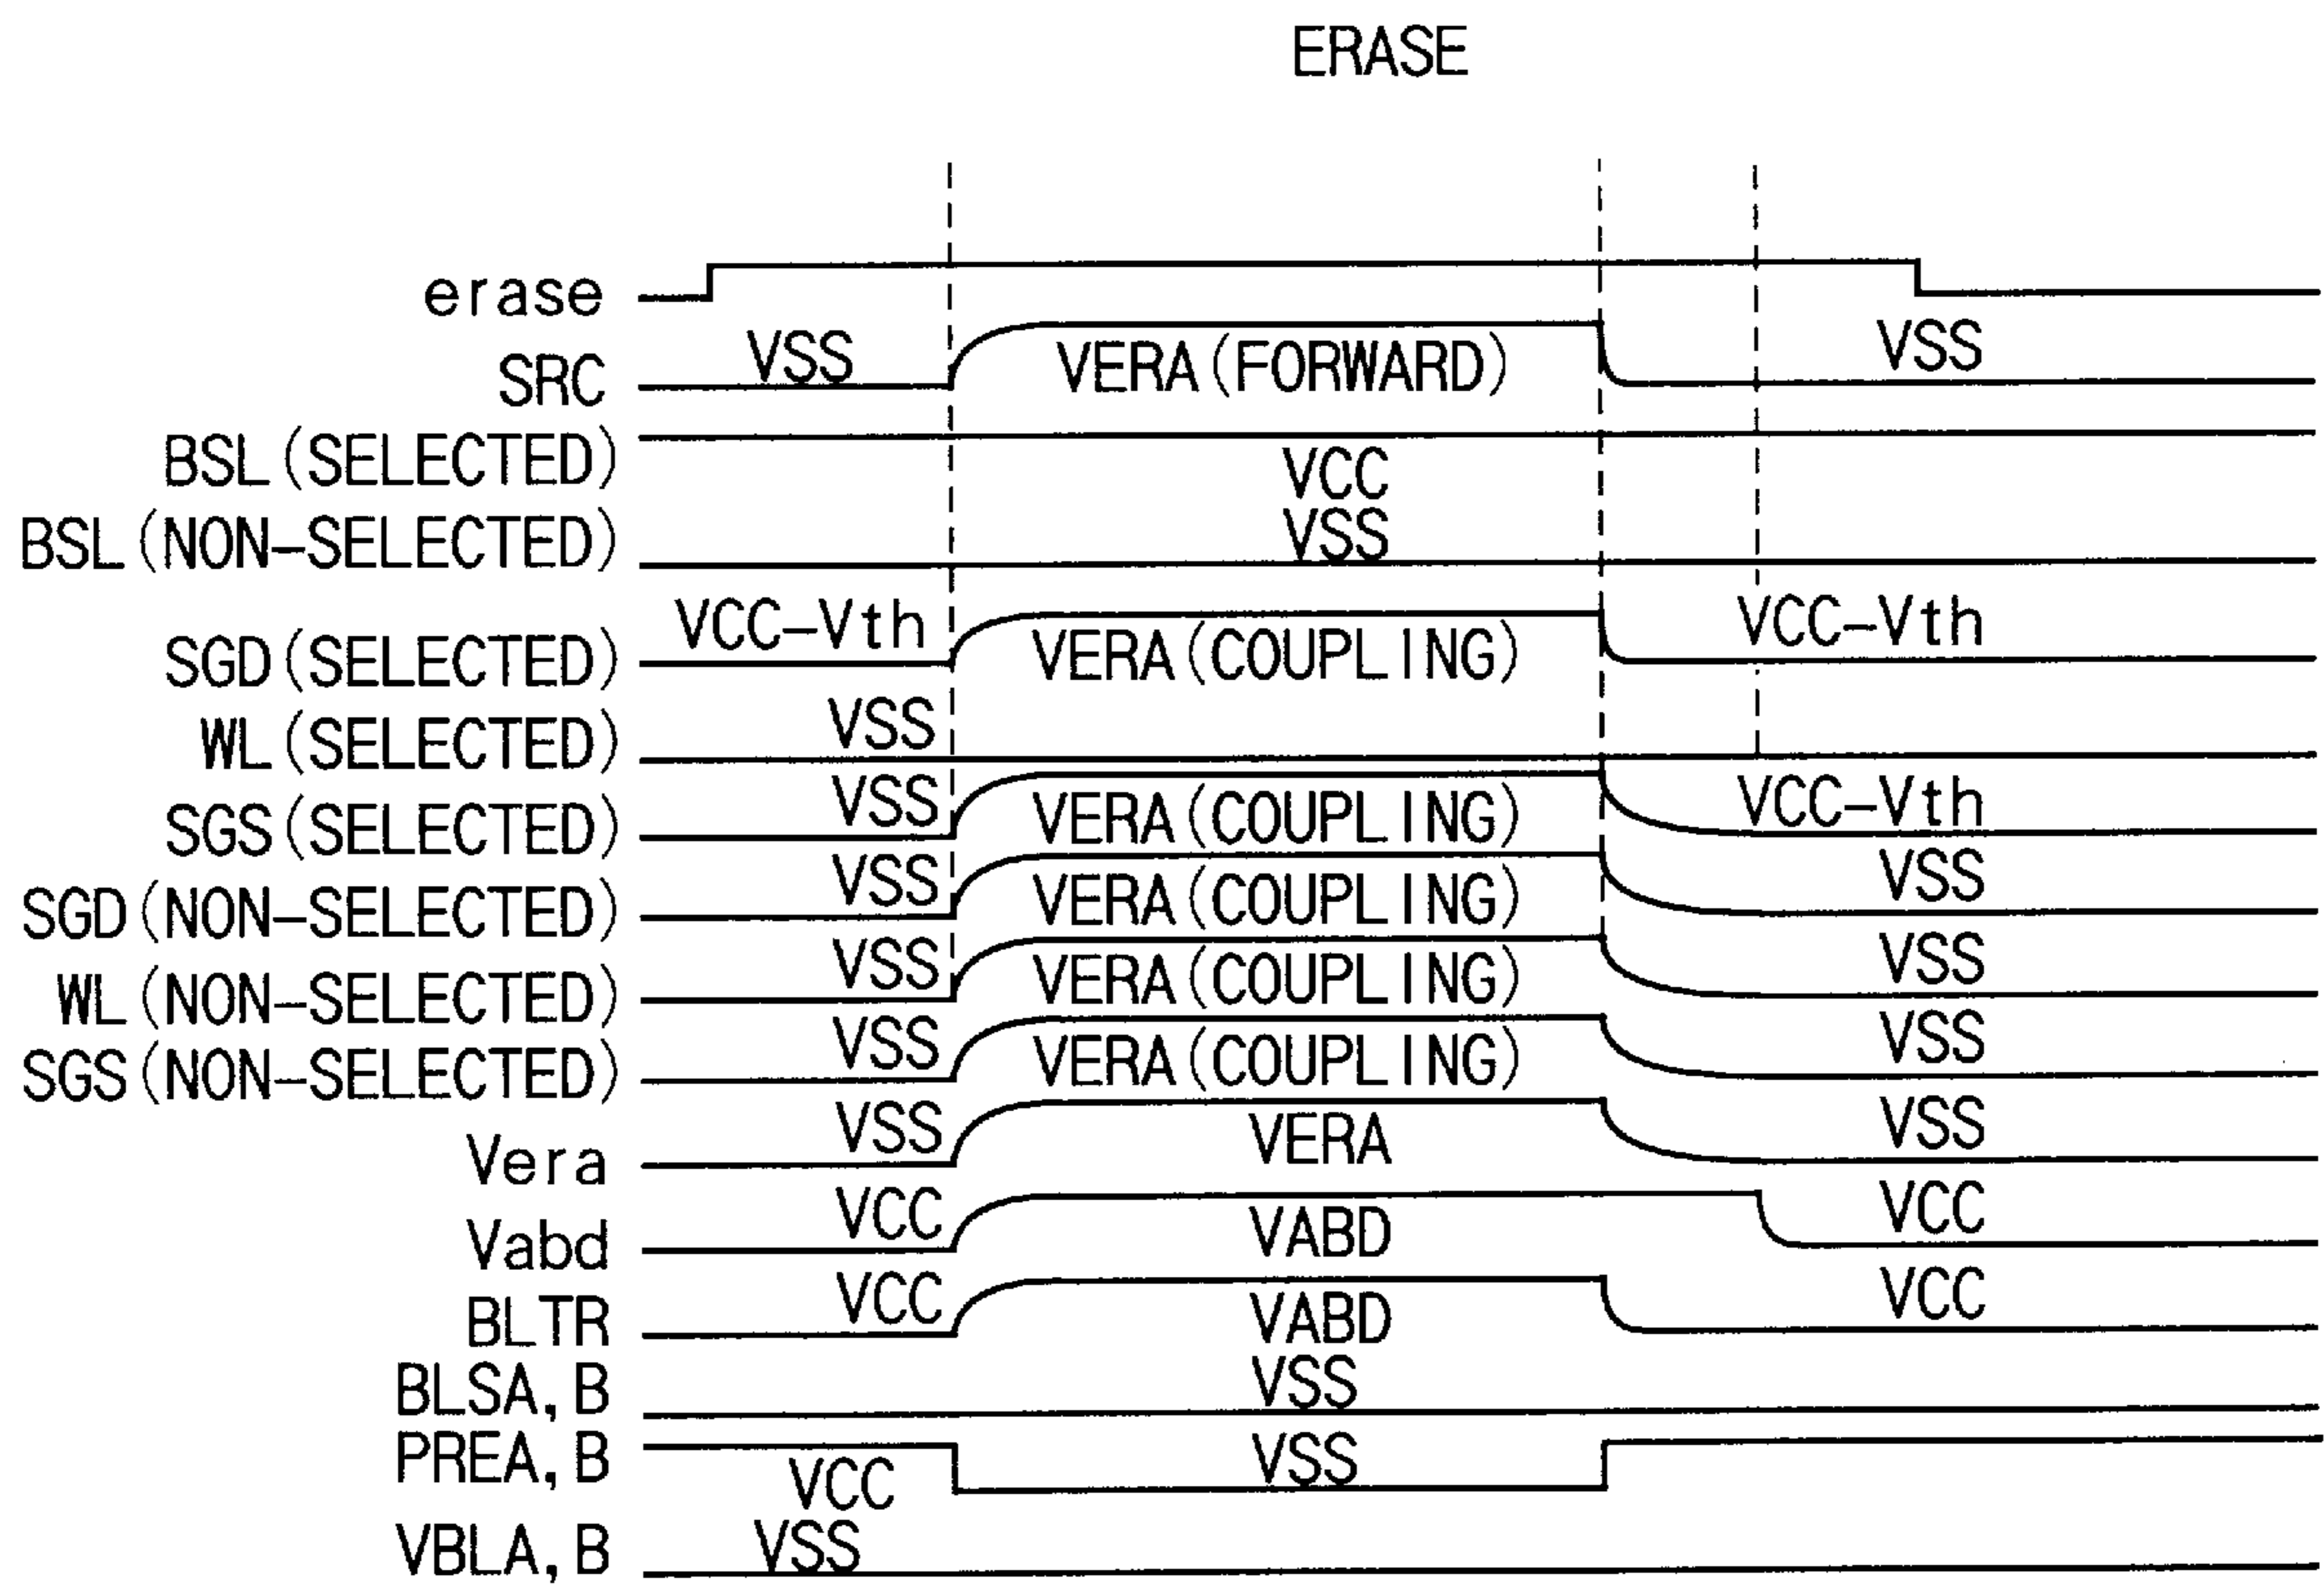 ERASE
erase
SRC VSS VERA(FORWARD) VSS
BSL(SELECTED) VCC
BSL(NON-SELECTED) VSS
SGD(SELECTED) VCC-Vth VERA(COUPLING) VCC-Vth
WL(SELECTED) VSS
SGS(SELECTED) VSS VERA(COUPLING) VCC-Vth
SGD(NON-SELECTED) VSS VERA(COUPLING) VSS
WL(NON-SELECTED) VSS VERA(COUPLING) VSS
SGS(NON-SELECTED) VSS VERA(COUPLING) VSS
Vera VSS VERA VSS
Vabd VCC VABD VCC
BLTR VCC VABD VCC
BLSA,B VSS
PREA,B VCC VSS
VBLA,B VSS